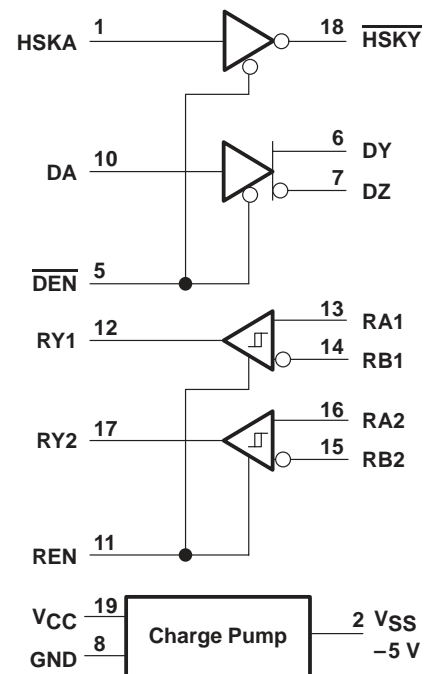 HSKA 1 18 HSKY
DA 10 6 DY
7 DZ
DEN 5
RY1 12 13 RA1
14 RB1
RY2 17 16 RA2
15 RB2
REN 11
VCC 19 Charge Pump 2 VSS
GND 8 –5 V